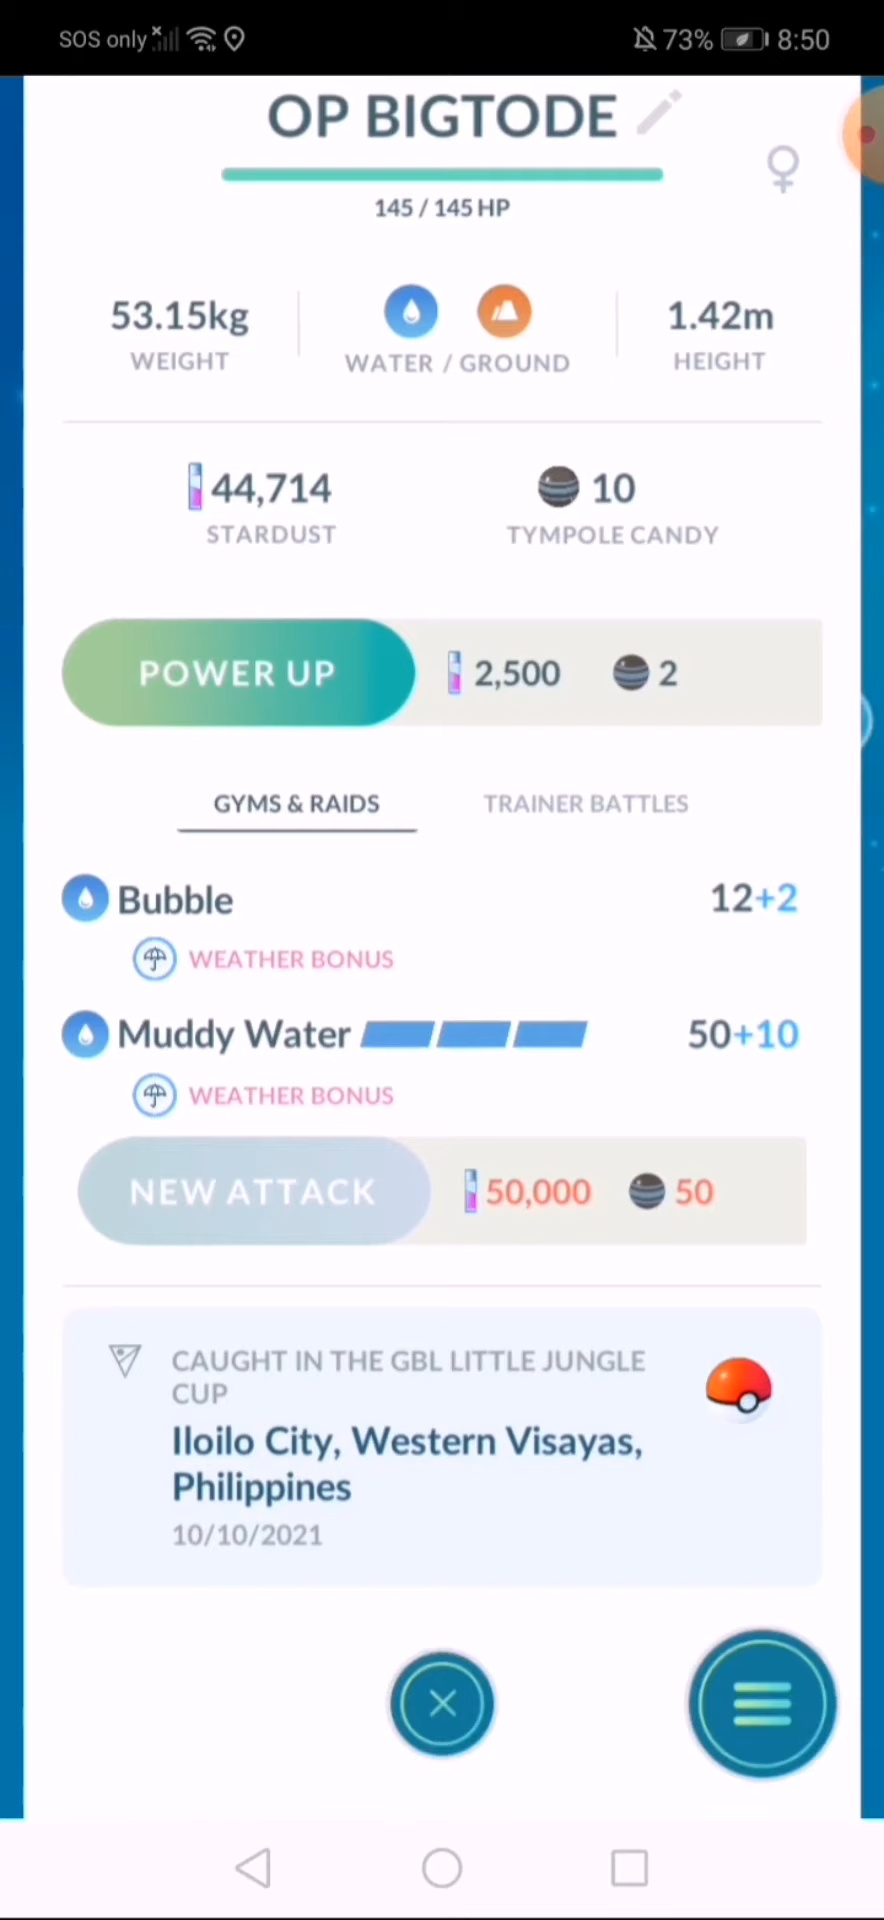 SOS only 73% 8:50
OP BIGTODE
145 / 145 HP
53.15kg 1.42m
WEIGHT WATER / GROUND HEIGHT
44,714 10
STARDUST TYMPOLE CANDY
POWER UP 2,500 2
GYMS & RAIDS TRAINER BATTLES
Bubble 12+2
WEATHER BONUS
Muddy Water 50+10
WEATHER BONUS
NEW ATTACK 50,000 50
CAUGHT IN THE GBL LITTLE JUNGLE
CUP
Iloilo City, Western Visayas,
Philippines
10/10/2021